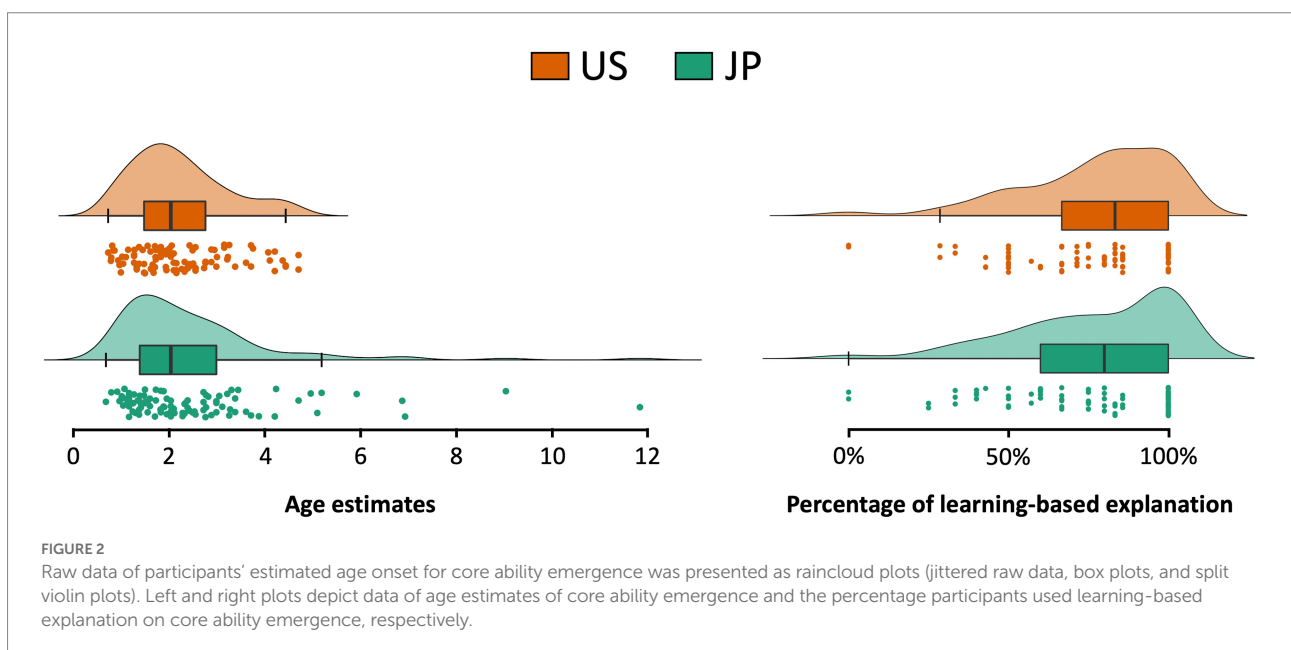 US JP
0 2 4 6 8 10 12
0% 50% 100%
Age estimates
Percentage of learning-based explanation
FIGURE 2
Raw data of participants’ estimated age onset for core ability emergence was presented as raincloud plots (jittered raw data, box plots, and split
violin plots). Left and right plots depict data of age estimates of core ability emergence and the percentage participants used learning-based
explanation on core ability emergence, respectively.